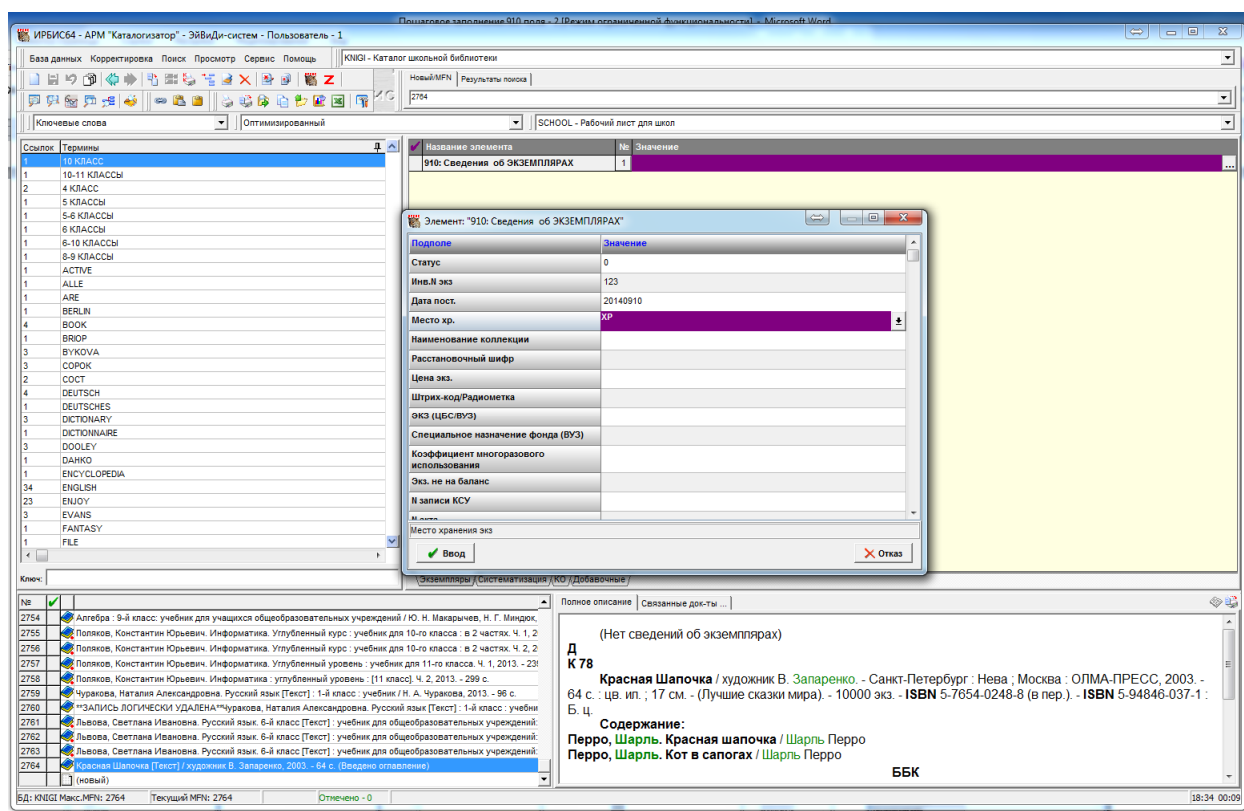 Пошаговое заполнение 910 поля - 2 [Режим ограниченной функциональности] - Microsoft Word
ИРБИС64 - АРМ "Каталогизатор" - ЭйВиДи-систем - Пользователь - 1
База данных Корректировка Поиск Просмотр Сервис Помощь
KNIGI - Каталог школьной библиотеки
Новый/MFN Результаты поиска
2764
Ключевые слова
Оптимизированный
SCHOOL - Рабочий лист для школ
Ссылок Термины
1 10 КЛАСС
1 10-11 КЛАССЫ
2 4 КЛАСС
1 5 КЛАССЫ
1 5-6 КЛАССЫ
1 6 КЛАССЫ
1 6-10 КЛАССЫ
1 8-9 КЛАССЫ
1 ACTIVE
1 ALLE
1 ARE
1 BERLIN
4 BOOK
1 BRIOP
3 BYKOVA
3 COPOK
2 COCT
4 DEUTSCH
1 DEUTSCHES
3 DICTIONARY
1 DICTIONNAIRE
3 DOOLEY
1 DAHKO
1 ENCYCLOPEDIA
34 ENGLISH
23 ENJOY
3 EVANS
1 FANTASY
1 FILE
Ключ:
Название элемента № Значение
910: Сведения об ЭКЗЕМПЛЯРАХ 1
Элемент: "910: Сведения об ЭКЗЕМПЛЯРАХ"
Подполе Значение
Статус 0
Инв.N экз 123
Дата пост. 20140910
Место хр. ХР
Наименование коллекции
Расстановочный шифр
Цена экз.
Штрих-код/Радиометка
ЭКЗ (ЦБС/ВУЗ)
Специальное назначение фонда (ВУЗ)
Коэффициент многоразового
использования
Экз. не на баланс
N записи КСУ
N акта
Место хранения экз
Ввод Отказ
Экземпляры Систематизация КО Добавочные
№
2754 Алгебра : 9-й класс: учебник для учащихся общеобразовательных учреждений / Ю. Н. Макарычев, Н. Г. Миндюк,
2755 Поляков, Константин Юрьевич. Информатика. Углубленный курс : учебник для 10-го класса : в 2 частях. Ч. 1, 2
2756 Поляков, Константин Юрьевич. Информатика. Углубленный курс : учебник для 10-го класса : в 2 частях. Ч. 2, 2
2757 Поляков, Константин Юрьевич. Информатика. Углубленный уровень : учебник для 11-го класса. Ч. 1, 2013. - 23
2758 Поляков, Константин Юрьевич. Информатика : углубленный уровень : [11 класс]. Ч. 2, 2013. - 299 с.
2759 Чуракова, Наталия Александровна. Русский язык [Текст] : 1-й класс : учебник / Н. А. Чуракова, 2013. - 96 с.
2760 **ЗАПИСЬ ЛОГИЧЕСКИ УДАЛЕНА**Чуракова, Наталия Александровна. Русский язык [Текст] : 1-й класс : учебни
2761 Львова, Светлана Ивановна. Русский язык. 6-й класс [Текст] : учебник для общеобразовательных учреждений:
2762 Львова, Светлана Ивановна. Русский язык. 6-й класс [Текст] : учебник для общеобразовательных учреждений:
2763 Львова, Светлана Ивановна. Русский язык. 6-й класс [Текст] : учебник для общеобразовательных учреждений:
2764 Красная Шапочка [Текст] / художник В. Запаренко, 2003. - 64 с. (Введено оглавление)
(новый)
Полное описание Связанные док-ты ...
(Нет сведений об экземплярах)
Д
К 78
Красная Шапочка / художник В. Запаренко. - Санкт-Петербург : Нева ; Москва : ОЛМА-ПРЕСС, 2003. -
64 с. : цв. ил. ; 17 см. - (Лучшие сказки мира). - 10000 экз. - ISBN 5-7654-0248-8 (в пер.). - ISBN 5-94846-037-1 :
Б. ц.
Содержание:
Перро, Шарль. Красная шапочка / Шарль Перро
Перро, Шарль. Кот в сапогах / Шарль Перро
ББК
БД: KNIGI Макс.MFN: 2764 Текущий MFN: 2764 Отмечено - 0 18:34 00:09